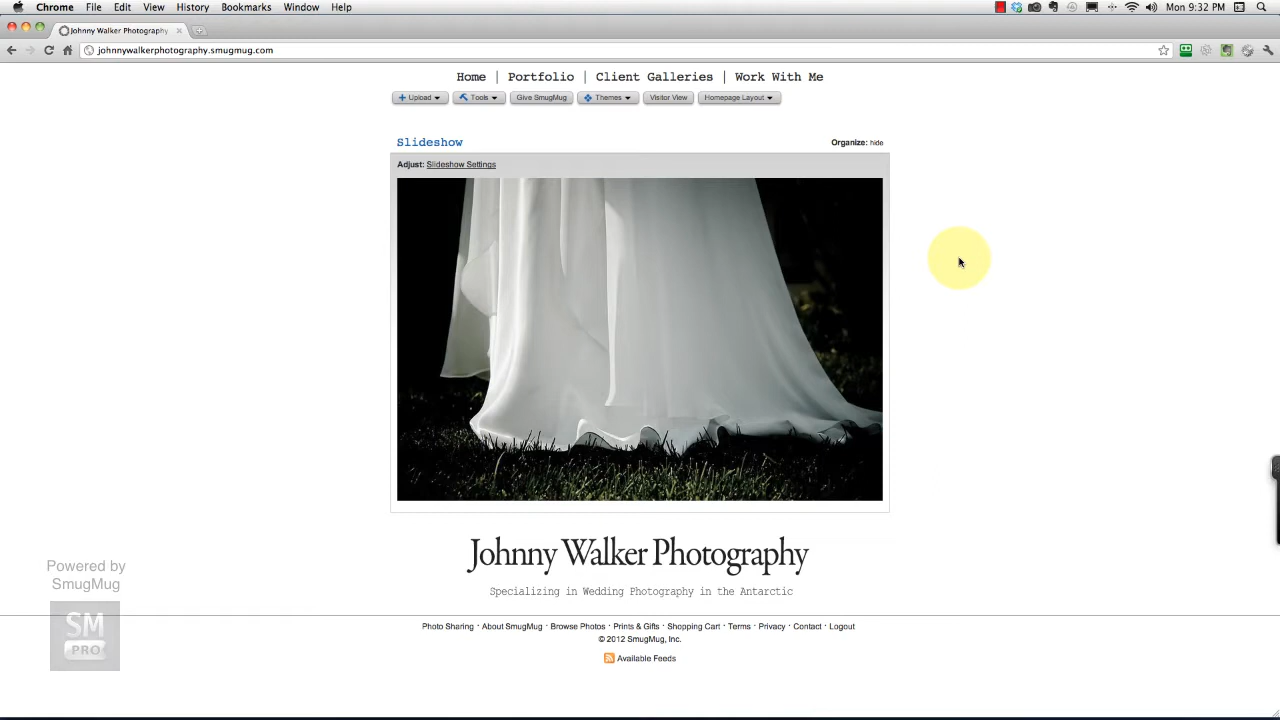 Chrome File Edit View History Bookmarks Window Help
Mon 9:32 PM
Johnny Walker Photography
johnnywalkerphotography.smugmug.com
Home | Portfolio | Client Galleries | Work With Me
Upload Tools Give SmugMug Themes Visitor View Homepage Layout
Slideshow
Organize: hide
Adjust: Slideshow Settings
Johnny Walker Photography
Specializing in Wedding Photography in the Antarctic
Powered by
SmugMug
SM
PRO
Photo Sharing · About SmugMug · Browse Photos · Prints & Gifts · Shopping Cart · Terms · Privacy · Contact · Logout
© 2012 SmugMug, Inc.
Available Feeds